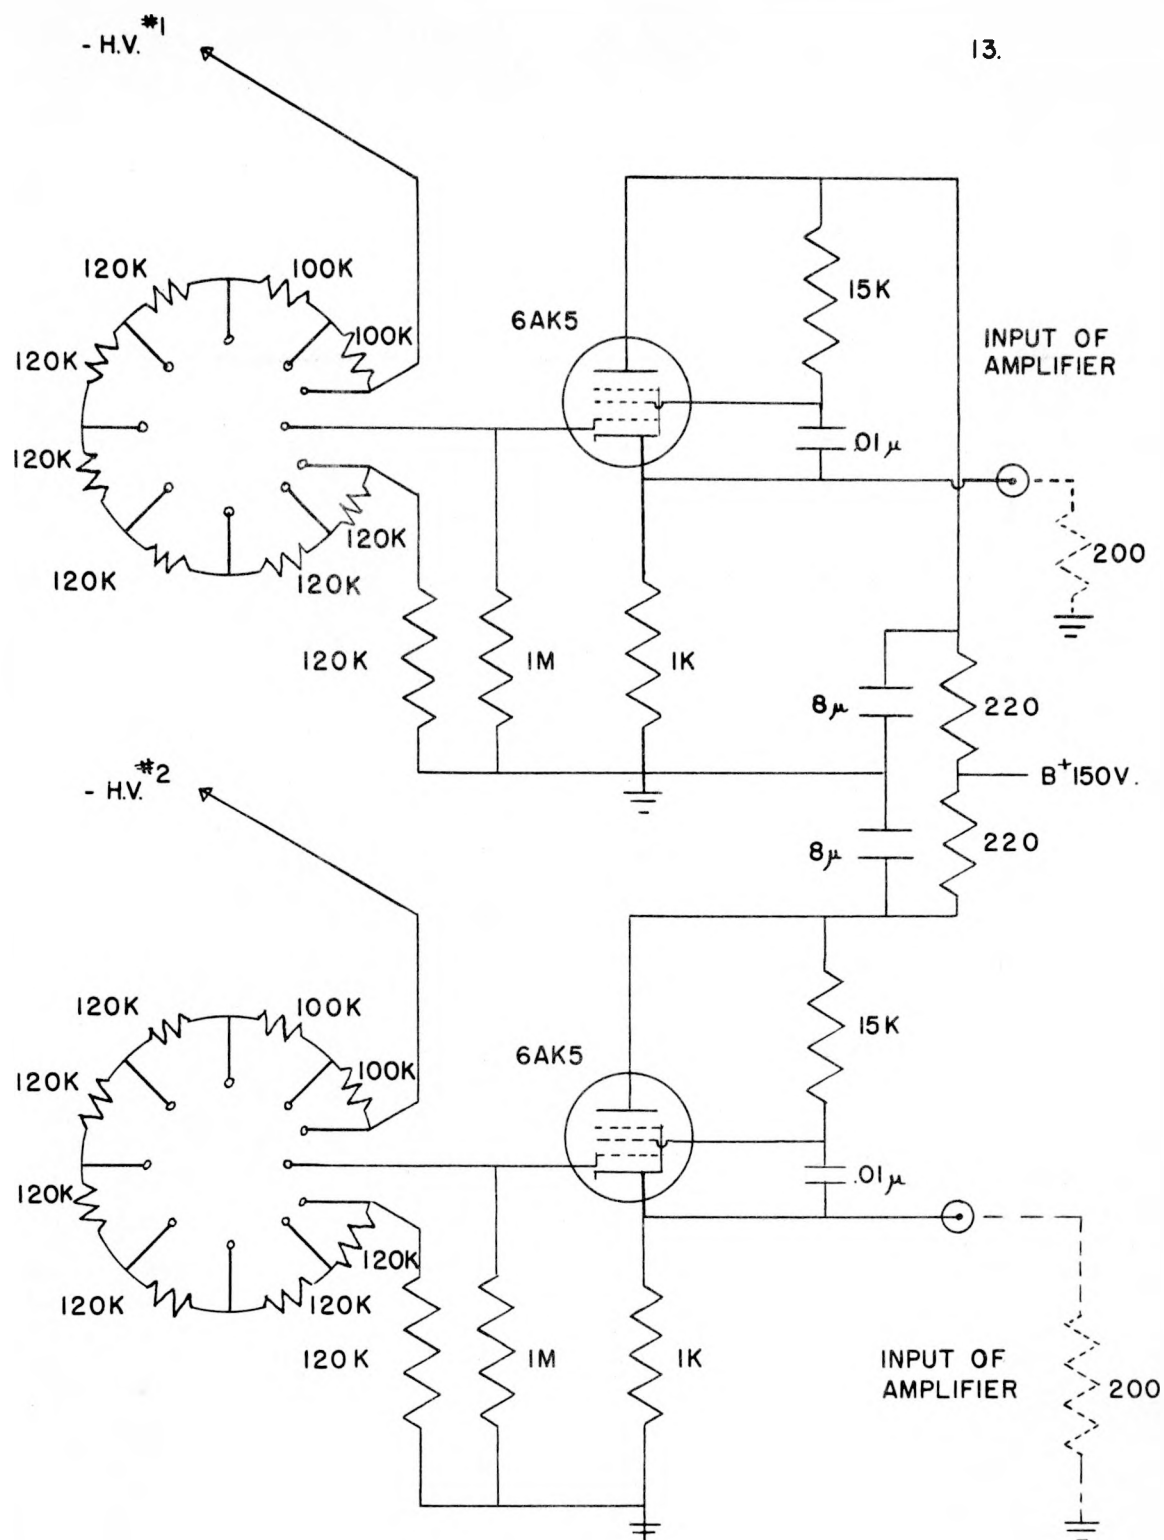 - H.V. #1
13.
120K
100K
120K
100K
120K
120K
120K
120K
120K
1M
1K
6AK5
15K
.01μ
INPUT OF
AMPLIFIER
200
8μ
220
B+150V.
8μ
220
- H.V. #2
120K
100K
120K
100K
120K
120K
120K
120K
120K
1M
1K
6AK5
15K
.01μ
INPUT OF
AMPLIFIER
200